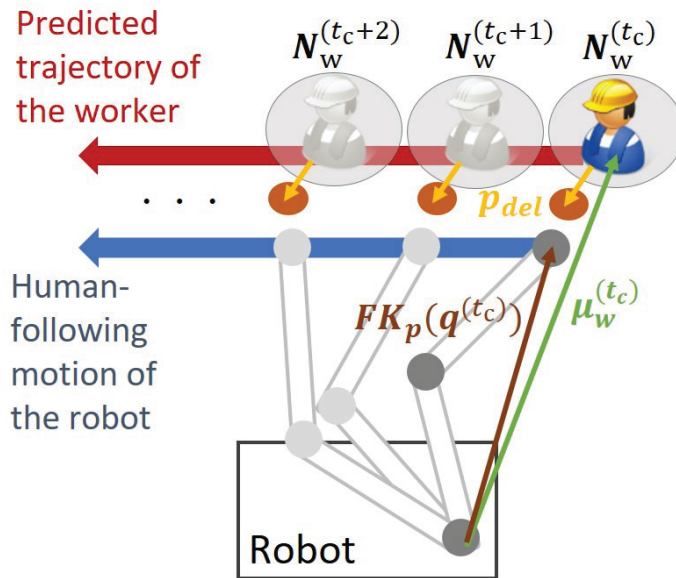 Predicted
trajectory of
the worker
N_w^(t_c+2)
N_w^(t_c+1)
N_w^(t_c)
. . .
p_del
Human-
following
motion of
the robot
FK_p(q^(t_c))
μ_w^(t_c)
Robot